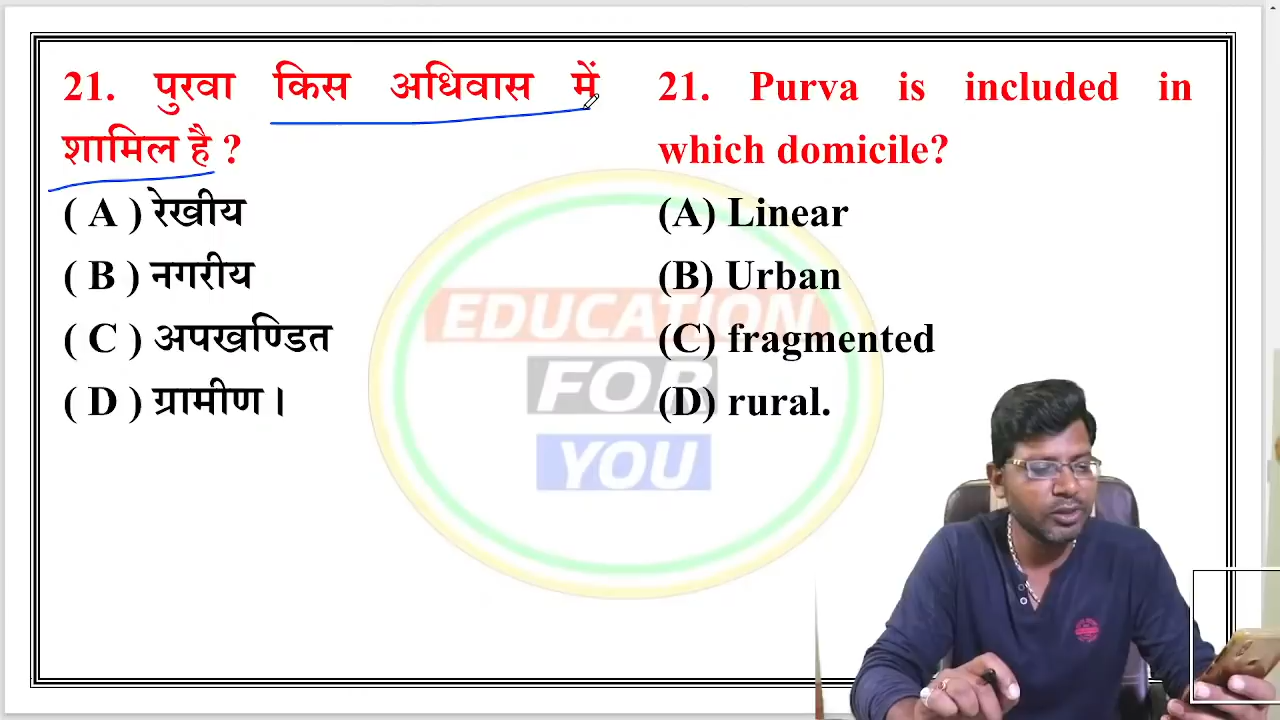 21. पुरवा किस अधिवास में
शामिल है ?
( A ) रेखीय
( B ) नगरीय
( C ) अपखण्डित
( D ) ग्रामीण ।
21. Purva is included in
which domicile?
(A) Linear
(B) Urban
(C) fragmented
(D) rural.
EDUCATION
FOR
YOU